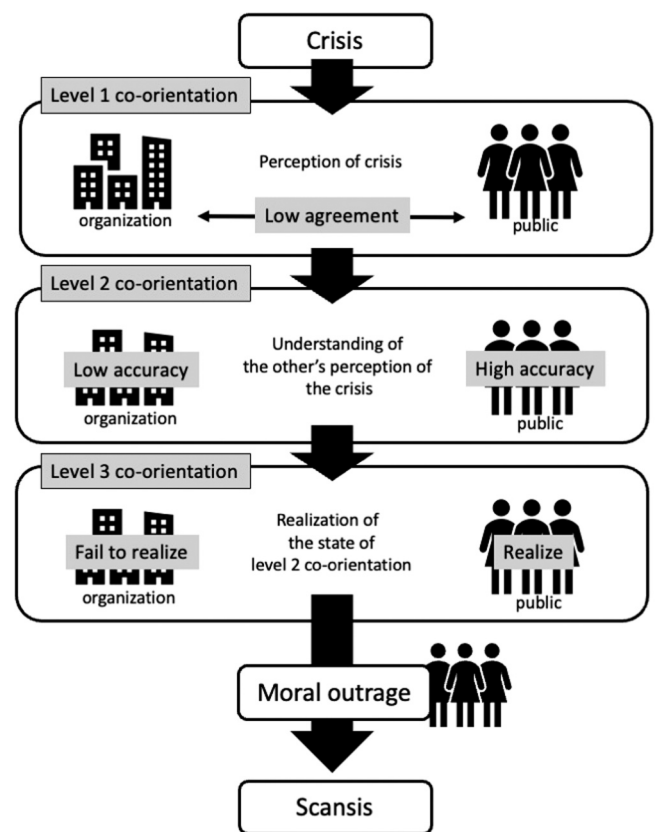 Crisis
Level 1 co-orientation
Perception of crisis
organization
Low agreement
public
Level 2 co-orientation
Understanding of
the other's perception of
the crisis
Low accuracy
High accuracy
organization
public
Level 3 co-orientation
Realization of
the state of
level 2 co-orientation
Fail to realize
Realize
organization
public
Moral outrage
Scansis